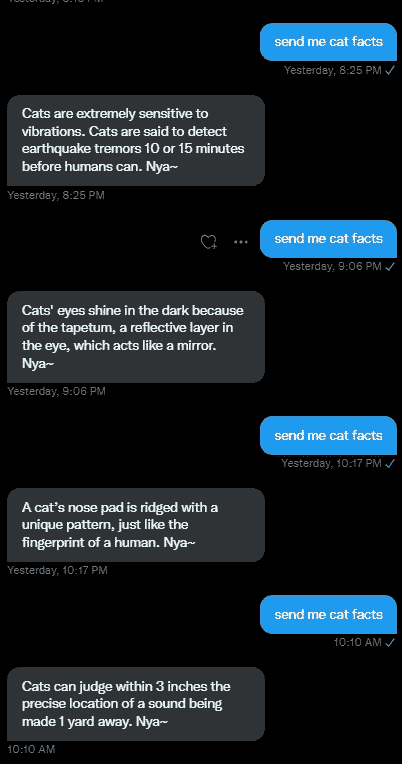 send me cat facts
Yesterday, 8:25 PM
Cats are extremely sensitive to
vibrations. Cats are said to detect
earthquake tremors 10 or 15 minutes
before humans can. Nya~
Yesterday, 8:25 PM
send me cat facts
Yesterday, 9:06 PM
Cats' eyes shine in the dark because
of the tapetum, a reflective layer in
the eye, which acts like a mirror.
Nya~
Yesterday, 9:06 PM
send me cat facts
Yesterday, 10:17 PM
A cat’s nose pad is ridged with a
unique pattern, just like the
fingerprint of a human. Nya~
Yesterday, 10:17 PM
send me cat facts
10:10 AM
Cats can judge within 3 inches the
precise location of a sound being
made 1 yard away. Nya~
10:10 AM